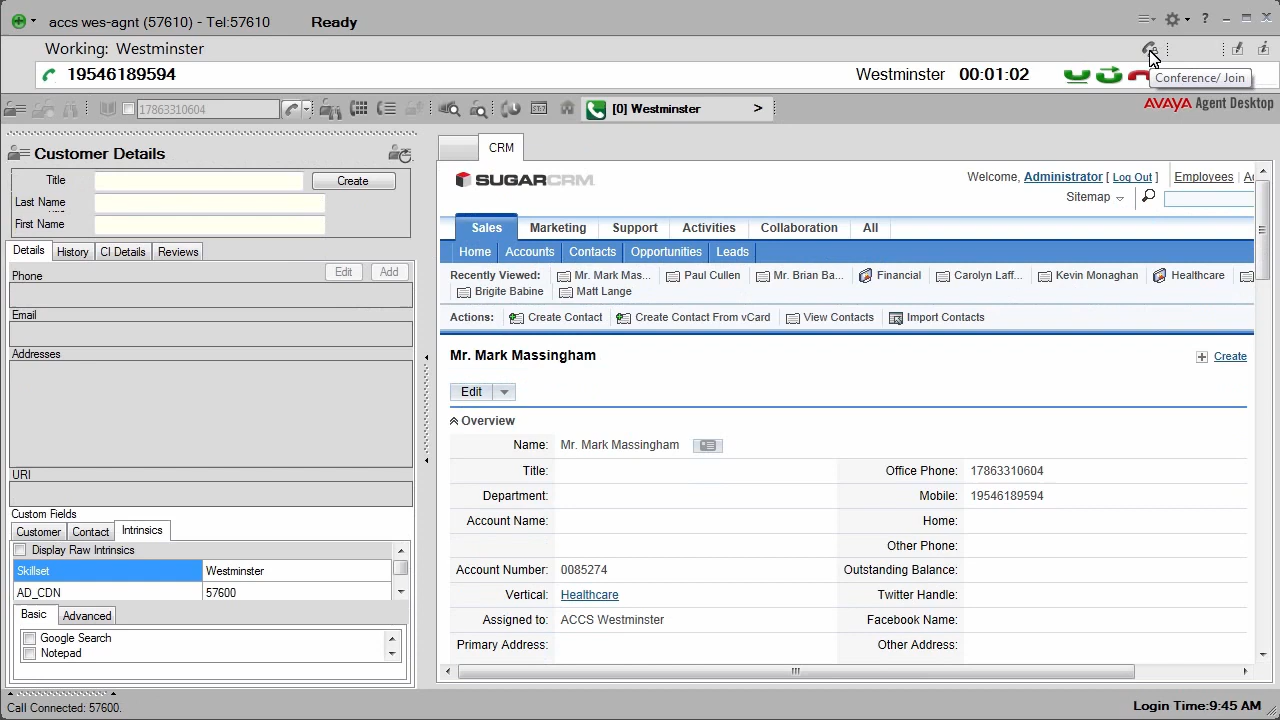 accs wes-agnt (57610) - Tel:57610 Ready
Working: Westminster
19546189594
Westminster 00:01:02
Conference/ Join
17863310604
[0] Westminster >
AVAYA Agent Desktop
Customer Details
Title
Create
Last Name
First Name
Details History CI Details Reviews
Phone
Edit Add
Email
Addresses
URI
Custom Fields
Customer Contact Intrinsics
Display Raw Intrinsics
Skillset Westminster
AD_CDN 57600
Basic Advanced
Google Search
Notepad
CRM
SUGARCRM
Welcome, Administrator [ Log Out ] Employees
Sitemap
Sales Marketing Support Activities Collaboration All
Home Accounts Contacts Opportunities Leads
Recently Viewed: Mr. Mark Mas... Paul Cullen Mr. Brian Ba... Financial Carolyn Laff... Kevin Monaghan Healthcare
Brigite Babine Matt Lange
Actions: Create Contact Create Contact From vCard View Contacts Import Contacts
Mr. Mark Massingham
Create
Edit
Overview
Name: Mr. Mark Massingham
Title: Office Phone: 17863310604
Department: Mobile: 19546189594
Account Name: Home:
Other Phone:
Account Number: 0085274 Outstanding Balance:
Vertical: Healthcare Twitter Handle:
Assigned to: ACCS Westminster Facebook Name:
Primary Address: Other Address:
Call Connected: 57600.
Login Time:9:45 AM